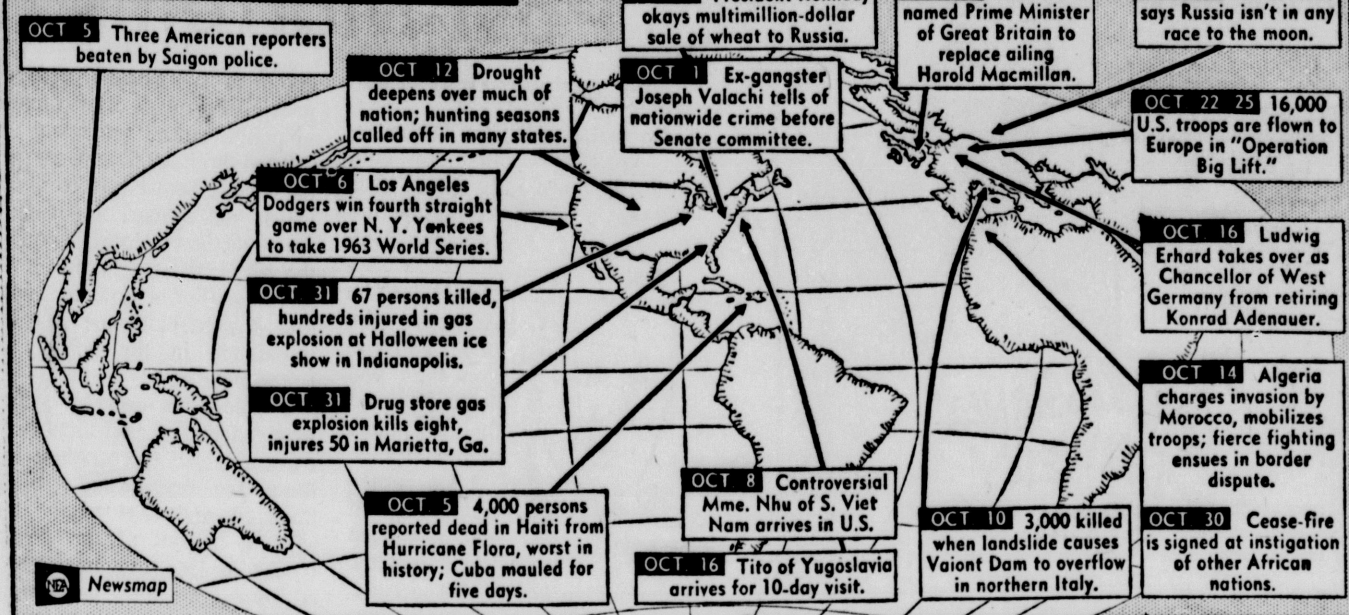 OCT 5 Three American reporters
beaten by Saigon police.
okays multimillion-dollar
sale of wheat to Russia.
named Prime Minister
of Great Britain to
replace ailing
Harold Macmillan.
says Russia isn't in any
race to the moon.
OCT 12 Drought
deepens over much of
nation; hunting seasons
called off in many states.
OCT 1 Ex-gangster
Joseph Valachi tells of
nationwide crime before
Senate committee.
OCT 22 25 16,000
U.S. troops are flown to
Europe in "Operation
Big Lift."
OCT 6 Los Angeles
Dodgers win fourth straight
game over N. Y. Yankees
to take 1963 World Series.
OCT 16 Ludwig
Erhard takes over as
Chancellor of West
Germany from retiring
Konrad Adenauer.
OCT 31 67 persons killed,
hundreds injured in gas
explosion at Halloween ice
show in Indianapolis.
OCT 31 Drug store gas
explosion kills eight,
injures 50 in Marietta, Ga.
OCT 14 Algeria
charges invasion by
Morocco, mobilizes
troops; fierce fighting
ensues in border
dispute.
OCT 30 Cease-fire
is signed at instigation
of other African
nations.
OCT 5 4,000 persons
reported dead in Haiti from
Hurricane Flora, worst in
history; Cuba mauled for
five days.
OCT 8 Controversial
Mme. Nhu of S. Viet
Nam arrives in U.S.
OCT 16 Tito of Yugoslavia
arrives for 10-day visit.
OCT 10 3,000 killed
when landslide causes
Vaiont Dam to overflow
in northern Italy.
NEA Newsmap